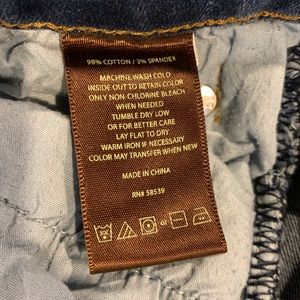 98% COTTON / 2% SPANDEX
MACHINE WASH COLD
INSIDE OUT TO RETAIN COLOR
ONLY NON-CHLORINE BLEACH
WHEN NEEDED
TUMBLE DRY LOW
OR FOR BETTER RESULTS
LAY FLAT TO DRY
WARM IRON IF NECESSARY
COLOR MAY TRANSFER WHEN NEW
MADE IN CHINA
RN# 58539
or